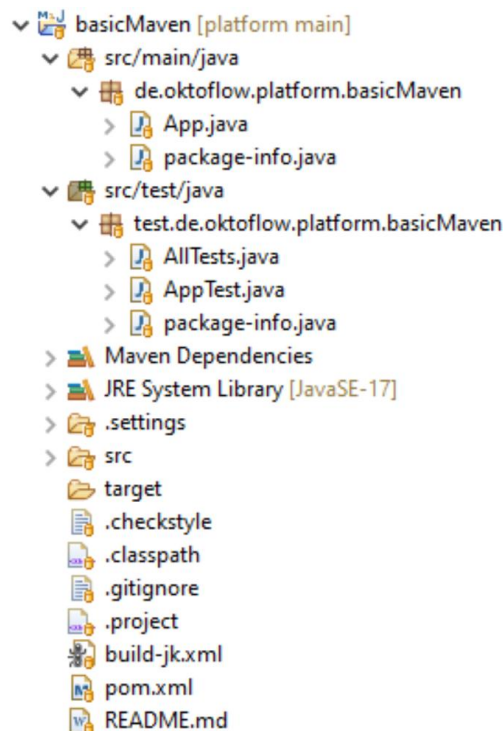 basicMaven [platform main]
src/main/java
de.oktoflow.platform.basicMaven
App.java
package-info.java
src/test/java
test.de.oktoflow.platform.basicMaven
AllTests.java
AppTest.java
package-info.java
Maven Dependencies
JRE System Library [JavaSE-17]
.settings
src
target
.checkstyle
.classpath
.gitignore
.project
build-jk.xml
pom.xml
README.md